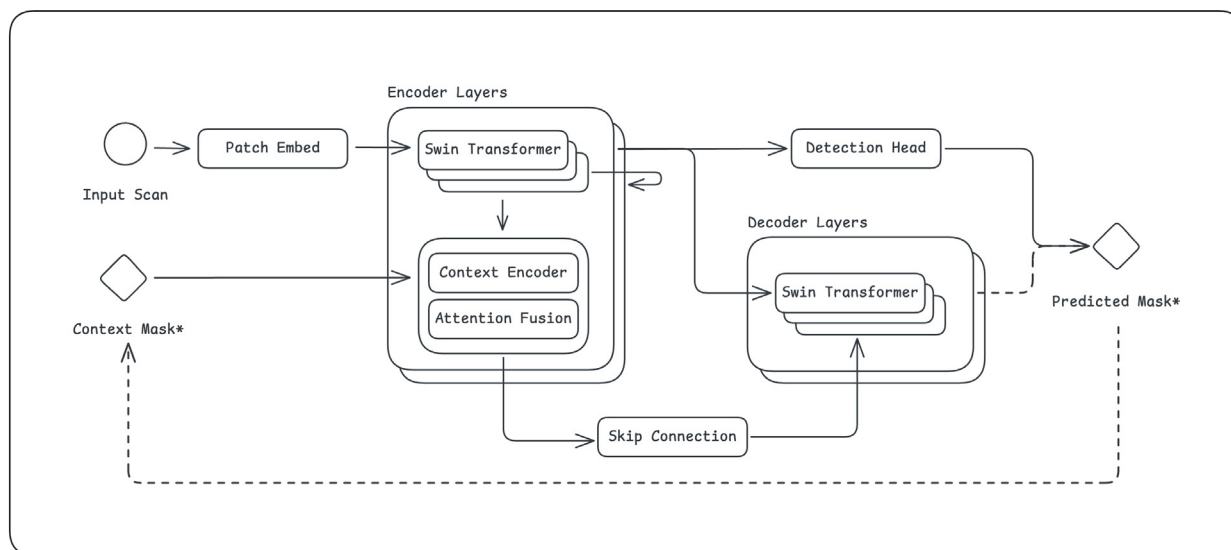 Encoder Layers
Patch Embed
Swin Transformer
Detection Head
Input Scan
Decoder Layers
Context Encoder
Swin Transformer
Predicted Mask*
Attention Fusion
Context Mask*
Skip Connection